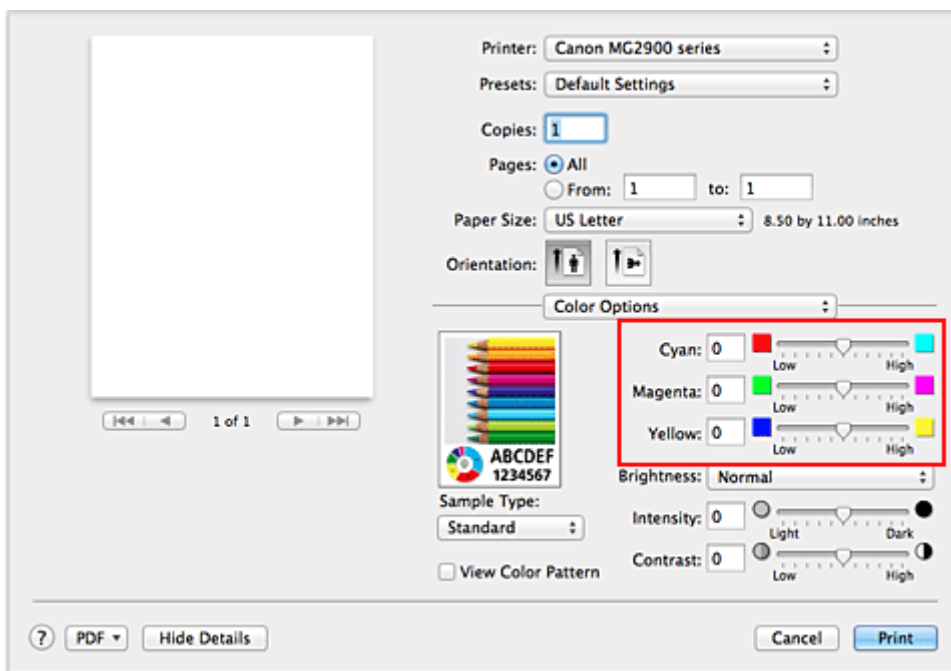 Printer: Canon MG2900 series
Presets: Default Settings
Copies: 1
Pages: All
From: 1 to: 1
Paper Size: US Letter 8.50 by 11.00 inches
Orientation:
Color Options
1 of 1
Cyan: 0
Low High
Magenta: 0
Low High
Yellow: 0
Low High
ABCDEF
1234567
Sample Type:
Standard
View Color Pattern
Brightness: Normal
Intensity: 0
Light Dark
Contrast: 0
Low High
? PDF Hide Details Cancel Print